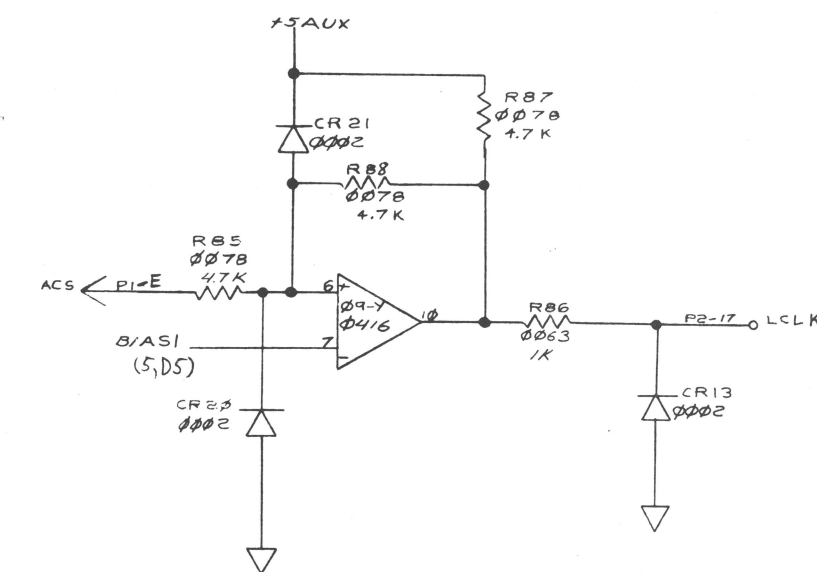 +5AUX
R87
ØØ78
4.7K
CR21
ØØØ2
R88
ØØ78
4.7K
R85
ØØ78
4.7K
ACS P1-E
6 +
Ø9-Y
Ø416
1Ø
BIAS1 7 -
(5,D5)
R86
ØØ63
1K
P2-17 LCLK
CR2Ø
ØØØ2
CR13
ØØØ2